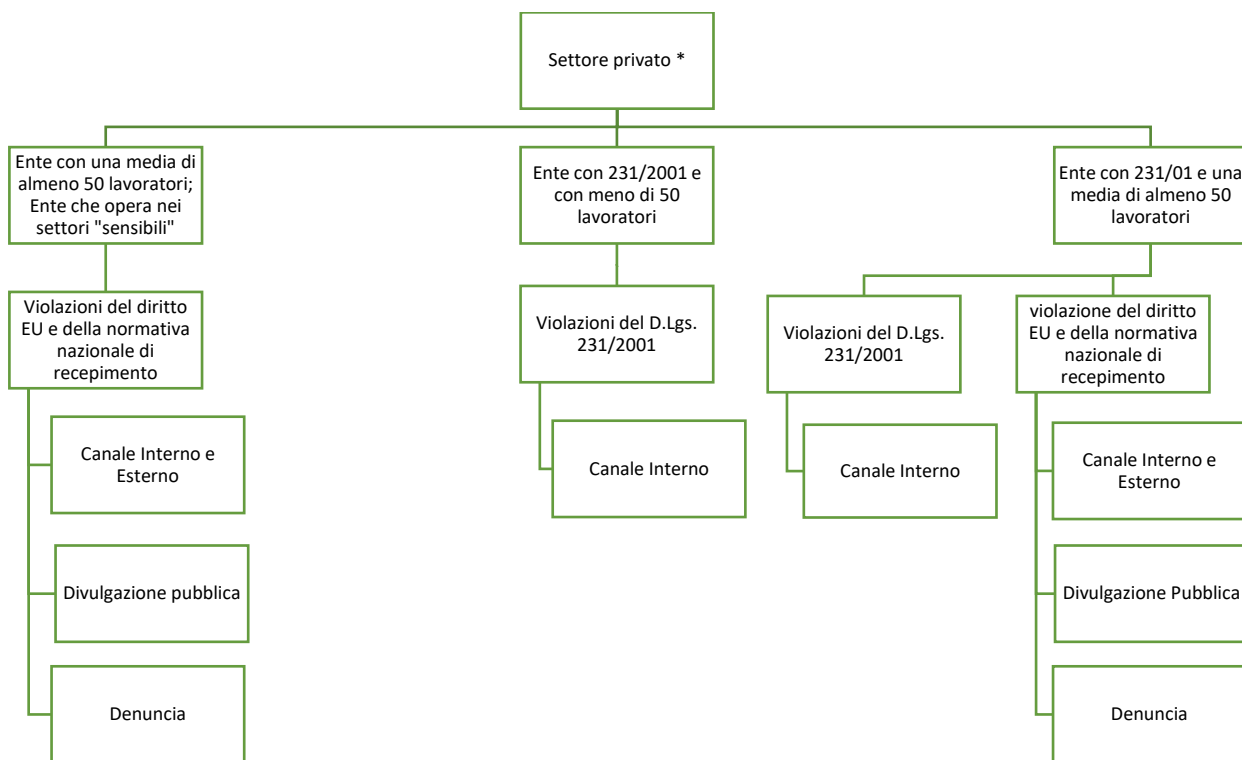 Settore privato *
Ente con una media di
almeno 50 lavoratori;
Ente che opera nei
settori "sensibili"
Ente con 231/2001 e
con meno di 50
lavoratori
Ente con 231/01 e una
media di almeno 50
lavoratori
Violazioni del diritto
EU e della normativa
nazionale di
recepimento
Violazioni del D.Lgs.
231/2001
Violazioni del D.Lgs.
231/2001
violazione del diritto
EU e della normativa
nazionale di
recepimento
Canale Interno e
Esterno
Canale Interno
Canale Interno
Canale Interno e
Esterno
Divulgazione pubblica
Divulgazione Pubblica
Denuncia
Denuncia